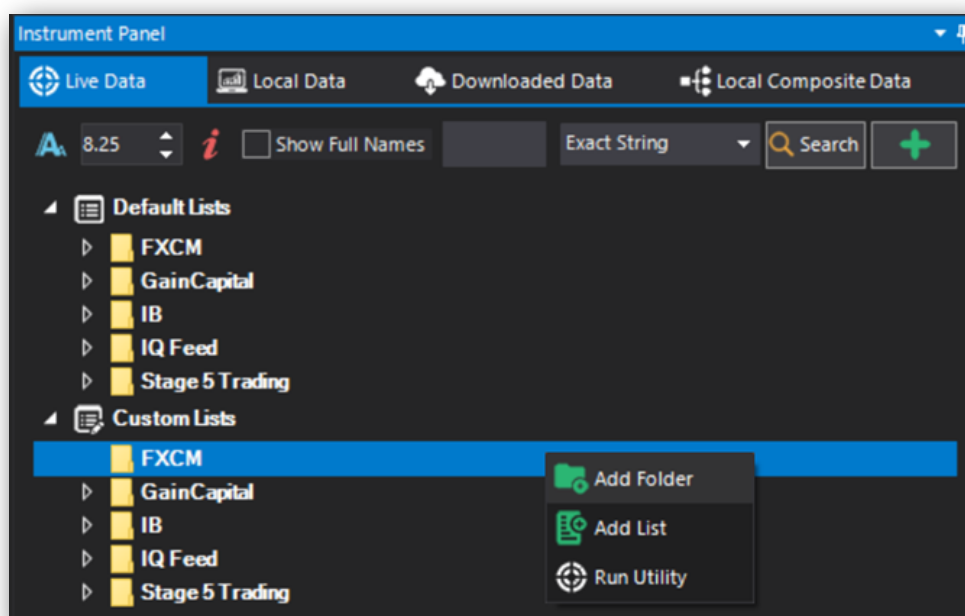 Instrument Panel
Live Data Local Data Downloaded Data Local Composite Data
8.25 Show Full Names Exact String Search
Default Lists
FXCM
GainCapital
IB
IQ Feed
Stage 5 Trading
Custom Lists
FXCM
Add Folder
GainCapital
Add List
IB
IQ Feed
Run Utility
Stage 5 Trading